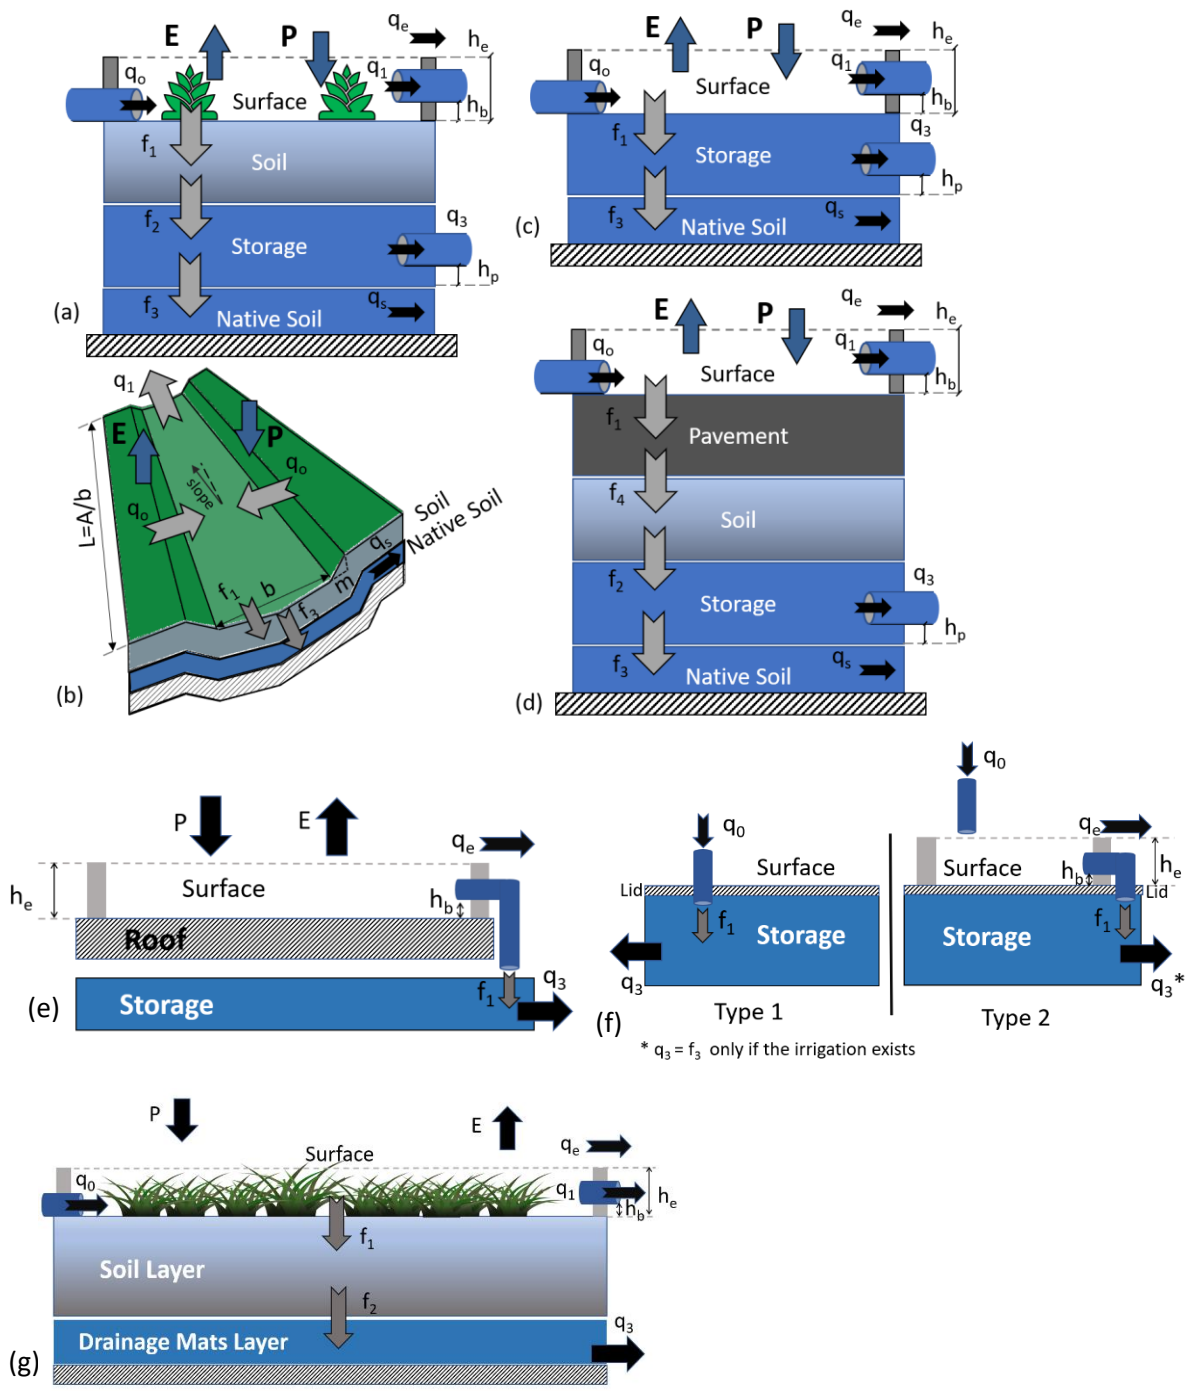 E
P
qe
he
qo
q1
Surface
hb
f1
Soil
f2
q3
Storage
hp
f3
qs
Native Soil
(a)
E
P
qe
he
qo
q1
Surface
hb
f1
q3
Storage
hp
f3
qs
Native Soil
(c)
q1
E
P
qo
slope
qo
L=A/b
Soil
Native Soil
qs
f1
b
m
f3
(b)
E
P
qe
he
qo
q1
Surface
hb
f1
Pavement
f4
Soil
f2
q3
Storage
hp
f3
qs
Native Soil
(d)
P
E
qe
he
Surface
hb
Roof
f1
q3
Storage
(e)
q0
Surface
Lid
f1
Storage
q3
Type 1
q0
qe
Surface
hb
he
Lid
f1
Storage
q3*
Type 2
(f)
* q3 = f3 only if the irrigation exists
P
E
qe
Surface
q0
q1
hb
he
f1
Soil Layer
f2
q3
Drainage Mats Layer
(g)